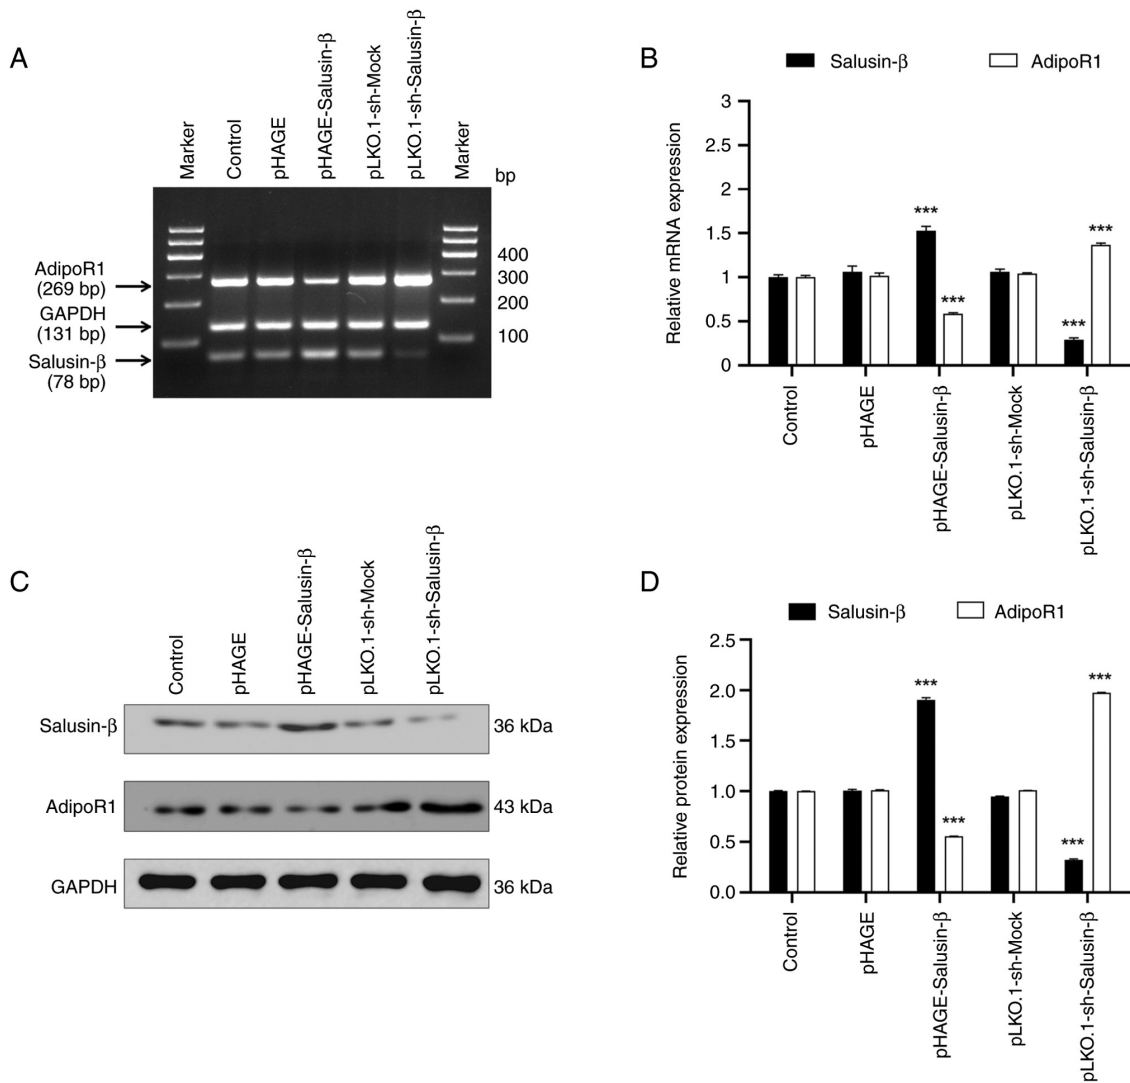 A
Marker
Control
pHAGE
pHAGE-Salusin-β
pLKO.1-sh-Mock
pLKO.1-sh-Salusin-β
Marker
bp
400
300
200
100
AdipoR1
(269 bp)
GAPDH
(131 bp)
Salusin-β
(78 bp)
B
Salusin-β
AdipoR1
Relative mRNA expression
3
2.5
2
1.5
1
0.5
0
***
***
***
***
Control
pHAGE
pHAGE-Salusin-β
pLKO.1-sh-Mock
pLKO.1-sh-Salusin-β
C
Control
pHAGE
pHAGE-Salusin-β
pLKO.1-sh-Mock
pLKO.1-sh-Salusin-β
Salusin-β
36 kDa
AdipoR1
43 kDa
GAPDH
36 kDa
D
Salusin-β
AdipoR1
Relative protein expression
2.5
2.0
1.5
1.0
0.5
0.0
***
***
***
***
Control
pHAGE
pHAGE-Salusin-β
pLKO.1-sh-Mock
pLKO.1-sh-Salusin-β